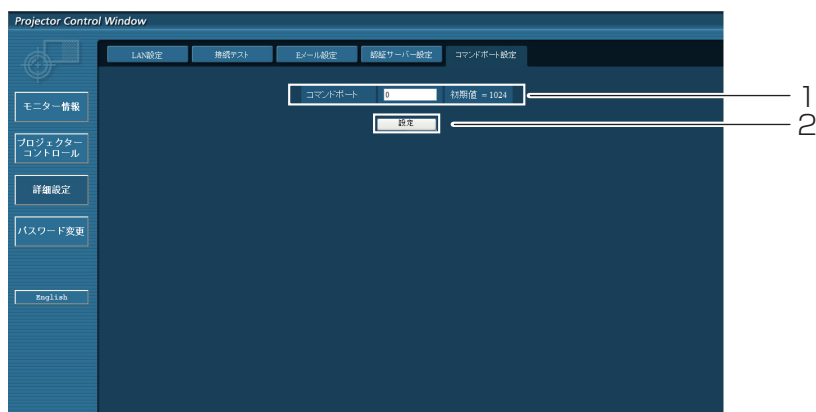 Projector Control Window
LAN設定 接続テスト Eメール設定 認証サーバー設定 コマンドポート設定
コマンドポート 0 初期値 = 1024 1
設定 2
モニター情報
プロジェクター
コントロール
詳細設定
パスワード変更
English